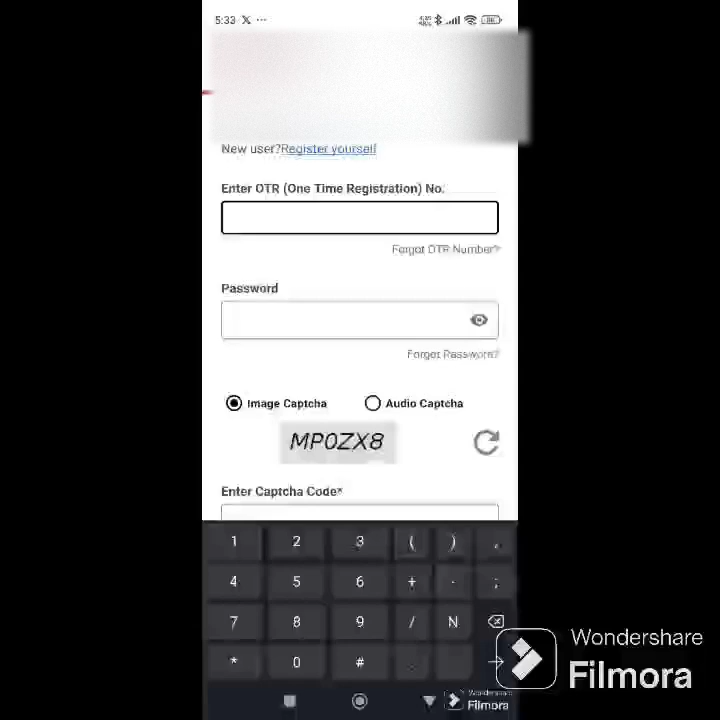 5:33 X ...
New user?Register yourself
Enter OTR (One Time Registration) No.
Forgot OTR Number?
Password
Forgot Password?
Image Captcha
Audio Captcha
MP0ZX8
Enter Captcha Code*
1 2 3 ( ) ,
4 5 6 + - ;
7 8 9 / N
* 0 # .
Wondershare
Filmora
Wondershare
Filmora